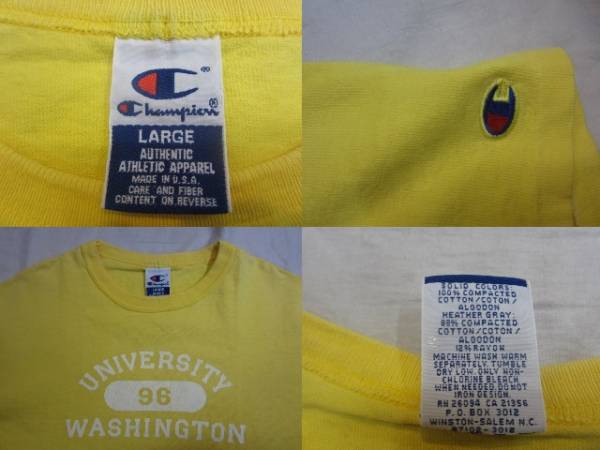 Champion®
LARGE
AUTHENTIC
ATHLETIC APPAREL
MADE IN U.S.A.
CARE AND FIBER
CONTENT ON REVERSE
UNIVERSITY
96
WASHINGTON
SOLID COLORS:
100% COMPACTED
COTTON/COTON/
ALGODON
HEATHER GRAY:
88% COMPACTED
COTTON/COTON/
ALGODON
12% RAYON
MACHINE WASH WARM
SEPARATELY, TUMBLE
DRY LOW. ONLY NON-
CHLORINE BLEACH
WHEN NEEDED. DO NOT
IRON DESIGN.
RN 26094 CA 21356
P.O. BOX 3012
WINSTON-SALEM N.C.
27102-3012